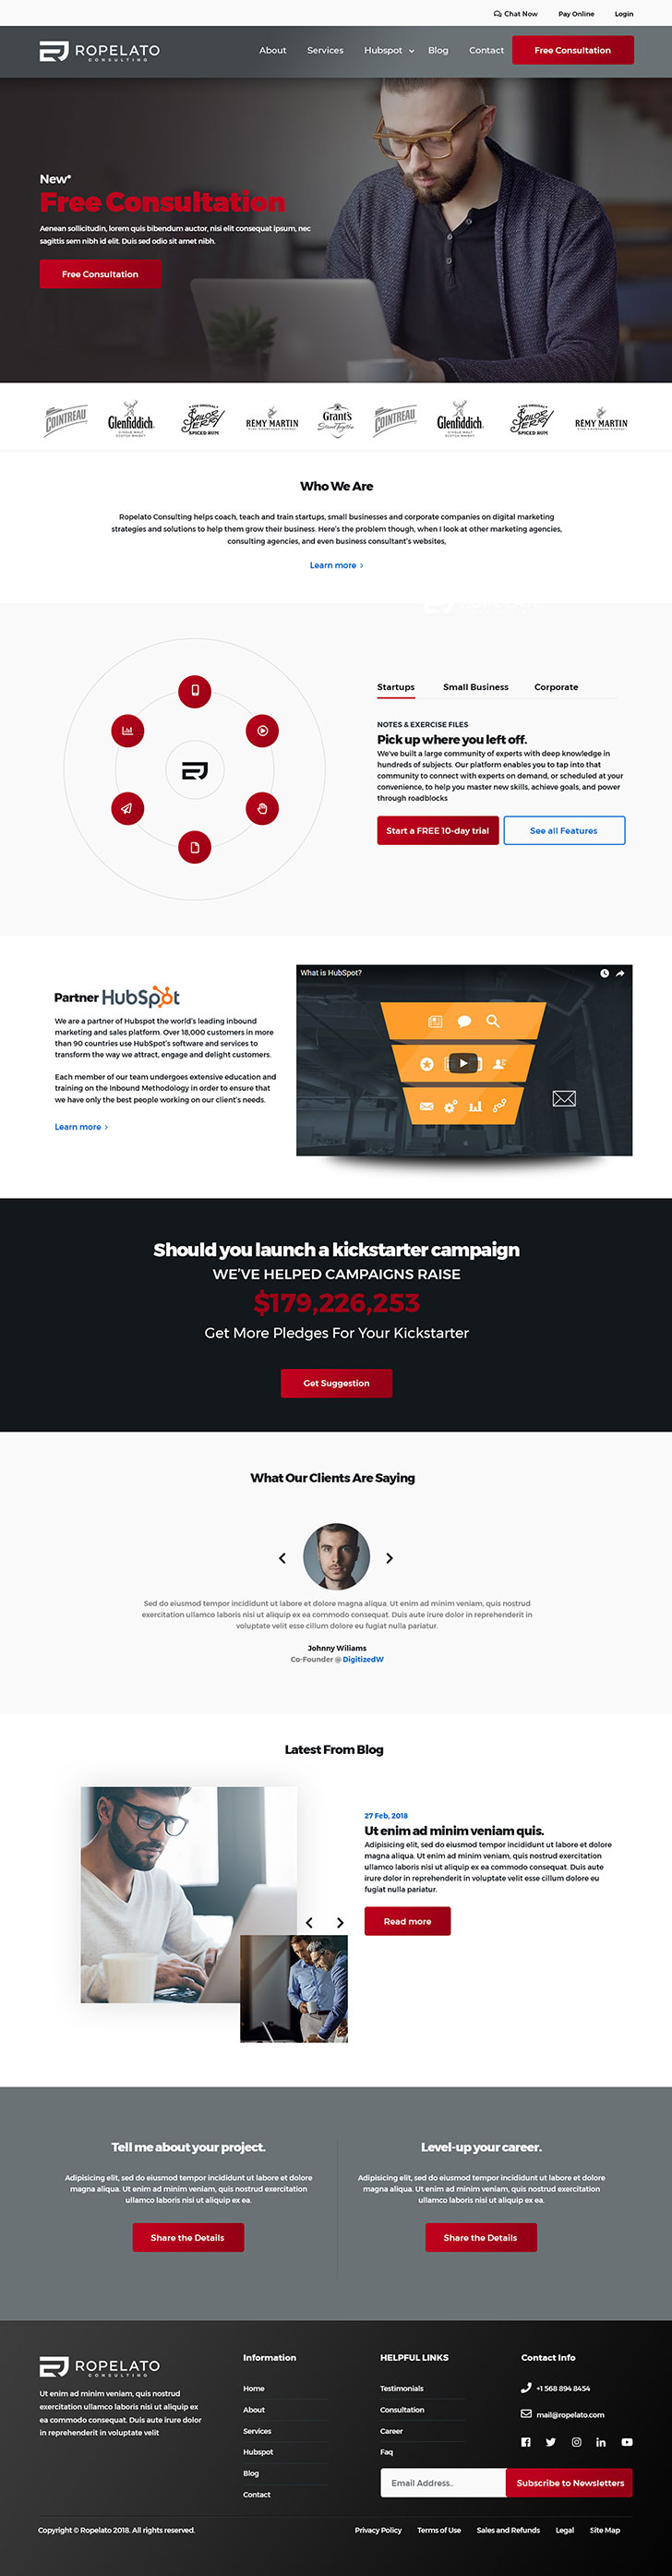 Chat Now Pay Online Login
ROPELATO
CONSULTING
About Services Hubspot Blog Contact Free Consultation
New*
Free Consultation
Aenean sollicitudin, lorem quis bibendum auctor, nisi elit consequat ipsum, nec
sagittis sem nibh id elit. Duis sed odio sit amet nibh.
Free Consultation
COINTREAU Glenfiddich SINGLE MALT SCOTCH WHISKY THE ORIGINAL SAILOR JERRY SPICED RUM RÉMY MARTIN FINE CHAMPAGNE COGNAC Grant's COINTREAU Glenfiddich SINGLE MALT SCOTCH WHISKY THE ORIGINAL SAILOR JERRY SPICED RUM RÉMY MARTIN FINE CHAMPAGNE COGNAC
Who We Are
Ropelato Consulting helps coach, teach and train startups, small businesses and corporate companies on digital marketing
strategies and solutions to help them grow their business. Here's the problem though, when I look at other marketing agencies,
consulting agencies, and even business consultant's websites,
Learn more
ROPELATO
Startups Small Business Corporate
NOTES & EXERCISE FILES
Pick up where you left off.
We've built a large community of experts with deep knowledge in
hundreds of subjects. Our platform enables you to tap into that
community to connect with experts on demand, or scheduled at your
convenience, to help you master new skills, achieve goals, and power
through roadblocks
Start a FREE 10-day trial See all Features
Partner HubSpot
We are a partner of Hubspot the world's leading inbound
marketing and sales platform. Over 18,000 customers in more
than 90 countries use HubSpot's software and services to
transform the way we attract, engage and delight customers.
Each member of our team undergoes extensive education and
training on the Inbound Methodology in order to ensure that
we have only the best people working on our client's needs.
Learn more
What is HubSpot?
Should you launch a kickstarter campaign
WE'VE HELPED CAMPAIGNS RAISE
$179,226,253
Get More Pledges For Your Kickstarter
Get Suggestion
What Our Clients Are Saying
Sed do eiusmod tempor incididunt ut labore et dolore magna aliqua. Ut enim ad minim veniam, quis nostrud
exercitation ullamco laboris nisi ut aliquip ex ea commodo consequat. Duis aute irure dolor in reprehenderit in
voluptate velit esse cillum dolore eu fugiat nulla pariatur.
Johnny Wiliams
Co-Founder @ DigitizedW
Latest From Blog
27 Feb, 2018
Ut enim ad minim veniam quis.
Adipisicing elit, sed do eiusmod tempor incididunt ut labore et dolore
magna aliqua. Ut enim ad minim veniam, quis nostrud exercitation
ullamco laboris nisi ut aliquip ex ea commodo consequat. Duis aute
irure dolor in reprehenderit in voluptate velit esse cillum dolore eu
fugiat nulla pariatur.
Read more
Tell me about your project.
Adipisicing elit, sed do eiusmod tempor incididunt ut labore et dolore
magna aliqua. Ut enim ad minim veniam, quis nostrud exercitation
ullamco laboris nisi ut aliquip ex ea.
Share the Details
Level-up your career.
Adipisicing elit, sed do eiusmod tempor incididunt ut labore et dolore
magna aliqua. Ut enim ad minim veniam, quis nostrud exercitation
ullamco laboris nisi ut aliquip ex ea.
Share the Details
ROPELATO
CONSULTING
Ut enim ad minim veniam, quis nostrud
exercitation ullamco laboris nisi ut aliquip ex
ea commodo consequat. Duis aute irure dolor
in reprehenderit in voluptate velit
Information
Home
About
Services
Hubspot
Blog
Contact
HELPFUL LINKS
Testimonials
Consultation
Career
Faq
Contact Info
+1 568 894 8454
mail@ropelato.com
Email Address.. Subscribe to Newsletters
Copyright © Ropelato 2018. All rights reserved. Privacy Policy Terms of Use Sales and Refunds Legal Site Map